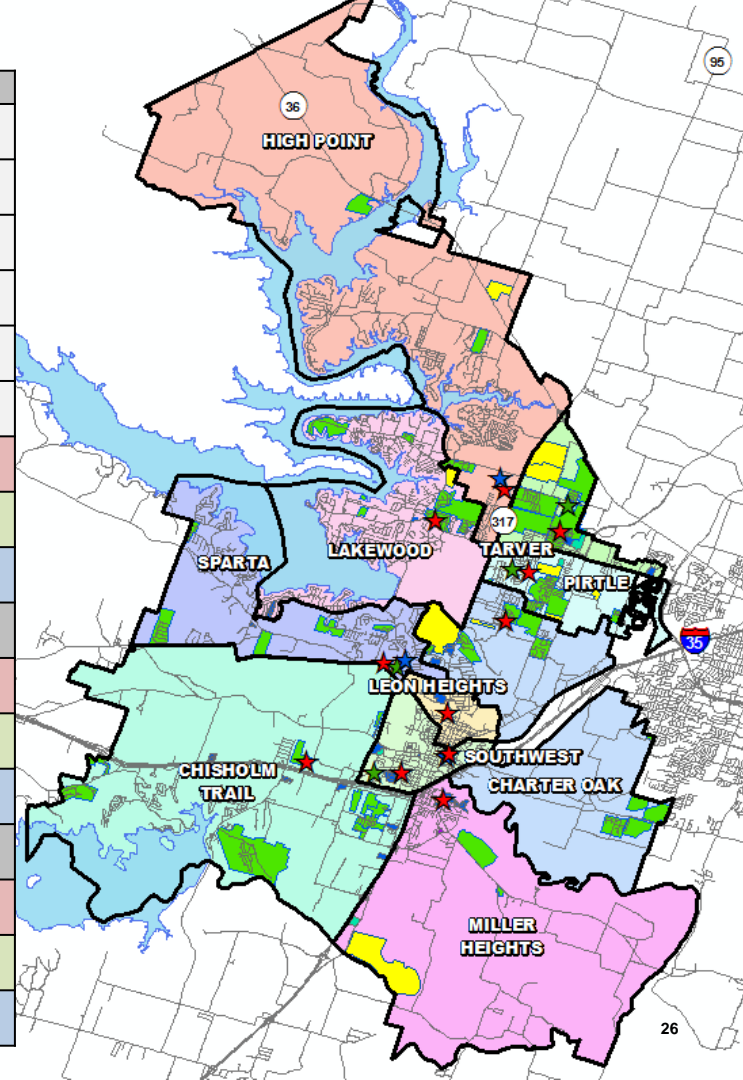 95
36
HIGH POINT
317
SPARTA
LAKEWOOD
TARVER
PIRTLE
35
LEON HEIGHTS
SOUTHWEST
CHISHOLM
TRAIL
CHARTER OAK
MILLER
HEIGHTS
26